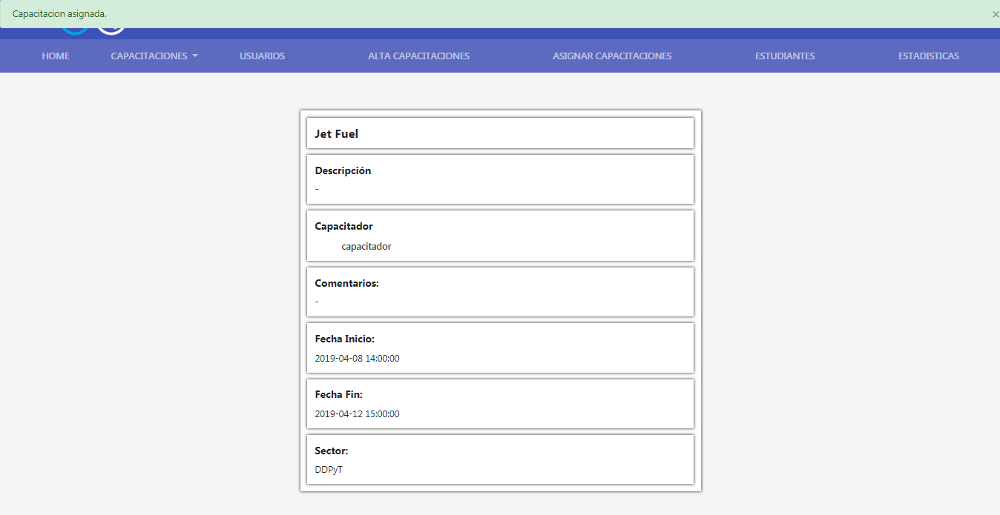 Capacitacion asignada.
×
HOME CAPACITACIONES USUARIOS ALTA CAPACITACIONES ASIGNAR CAPACITACIONES ESTUDIANTES ESTADISTICAS
Jet Fuel
Descripción
-
Capacitador
capacitador
Comentarios:
-
Fecha Inicio:
2019-04-08 14:00:00
Fecha Fin:
2019-04-12 15:00:00
Sector:
DDPyT